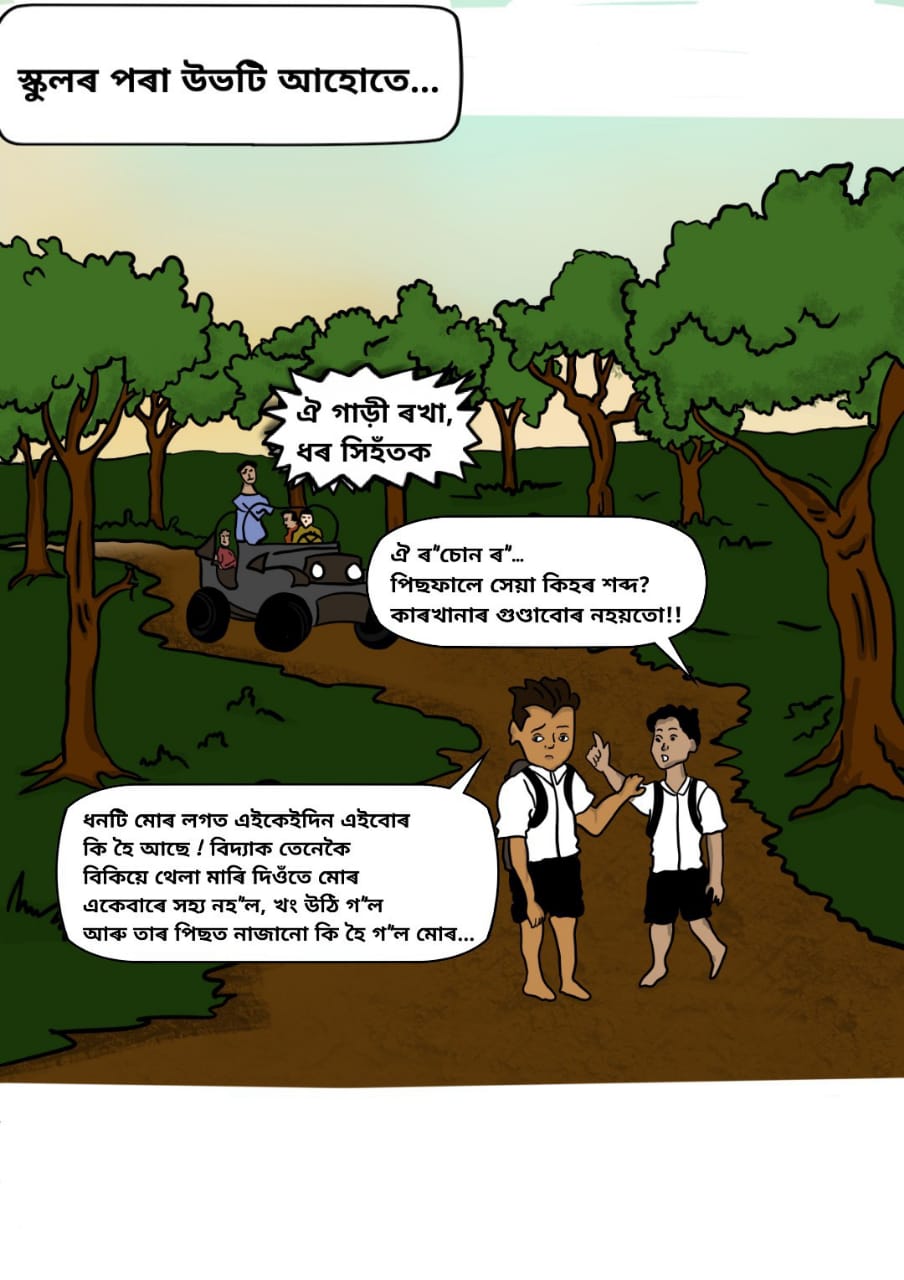 স্কুলৰ পৰা উভটি আহোতে...
ঐ গাড়ী ৰখা,
ধৰ সিহঁতক
ঐ ৰ"চোন ৰ"...
পিছফালে সেয়া কিহৰ শব্দ?
কাৰখানাৰ গুণ্ডাবোৰ নহয়তো!!
ধনটি মোৰ লগত এইকেইদিন এইবোৰ
কি হৈ আছে ! বিদ্যাক তেনেকৈ
বিকিয়ে থেলা মাৰি দিওঁতে মোৰ
একেবাৰে সহ্য নহ"ল, খং উঠি গ"ল
আৰু তাৰ পিছত নাজানো কি হৈ গ"ল মোৰ...